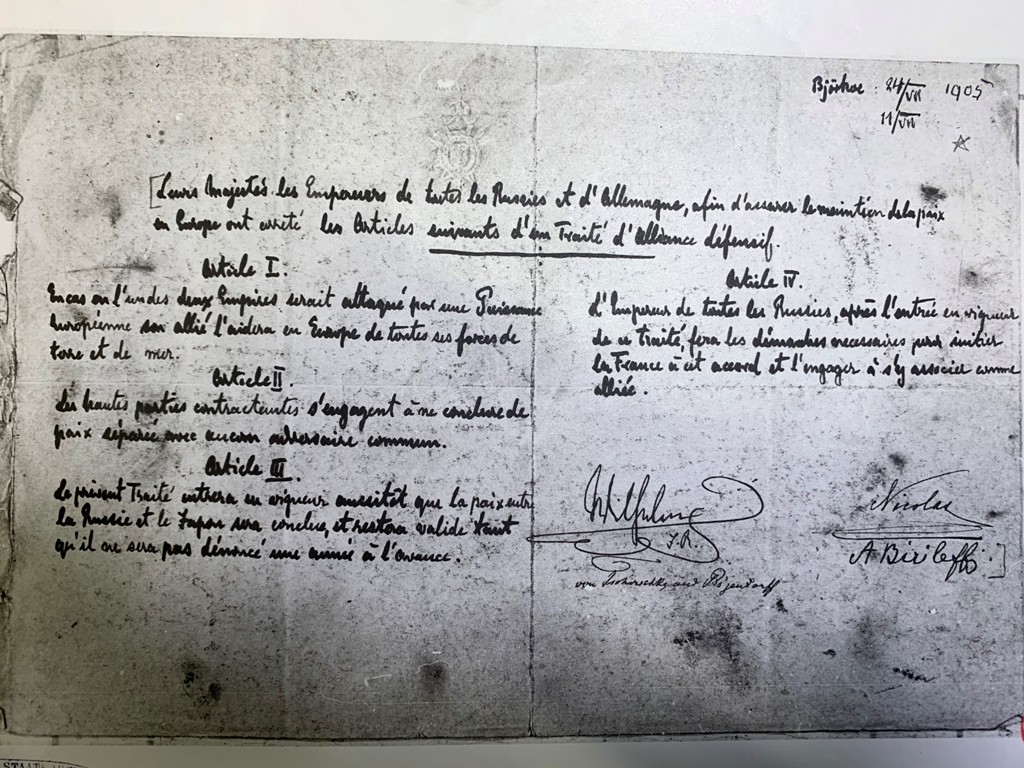 Björkoe: 24/VII 1905
11/VII
Leurs Majestés les Empereurs de toutes les Russies et d'Allemagne, afin d'assurer le maintien de la paix
en Europe ont arrêté les Articles suivants d'un Traité d'Alliance défensif.
Article I.
En cas où l'un des deux Empires serait attaqué par une Puissance
Européenne son allié l'aidera en Europe de toutes ses forces de
terre et de mer.
Article II.
Les hautes parties contractantes s'engagent à ne conclure de
paix séparée avec aucun adversaire commun.
Article III.
Le présent Traité entrera en vigueur aussitôt que la paix entre
la Russie et le Japon sera conclue, et restera valide tant
qu'il ne sera pas dénoncé une année à l'avance.
Article IV.
L'Empereur de toutes les Russies, après l'entrée en vigueur
de ce traité, fera les démarches necessaires pour initier
la France à cet accord et l'engager à s'y associer comme
alliée.
Wilhelm
I.R.
von Tschirschky und Bögendorff
Nicolas
A Birileff